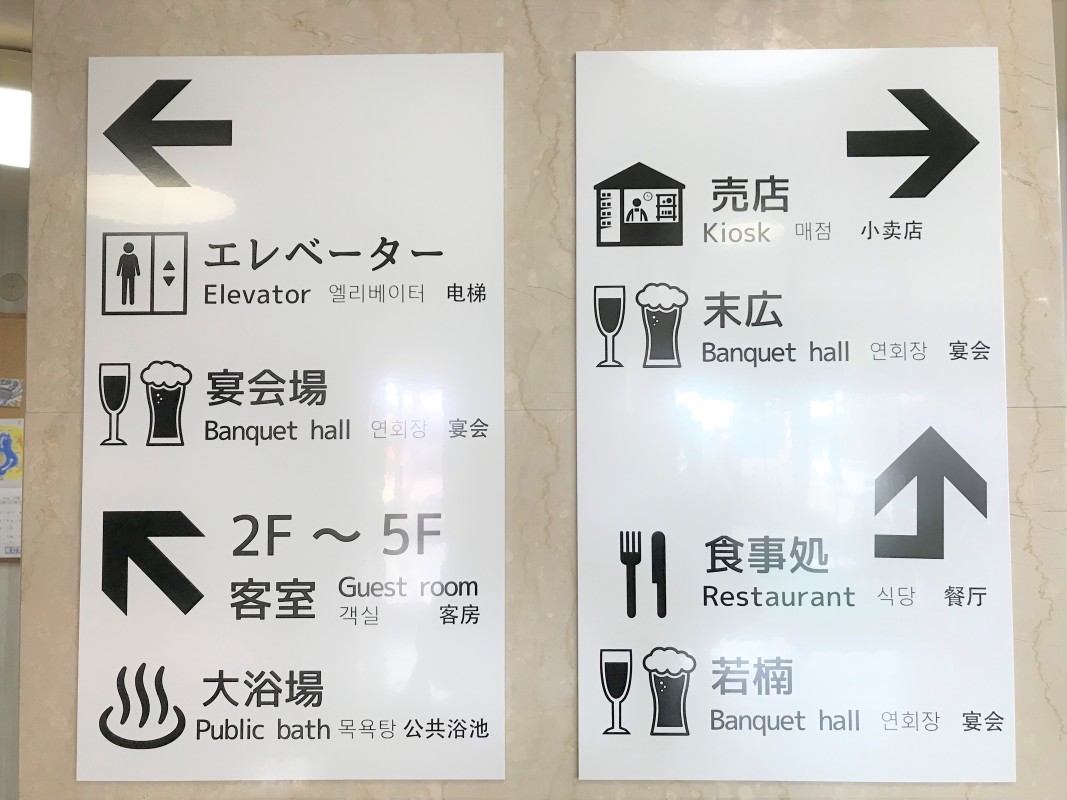 エレベーター
Elevator 엘리베이터 电梯
宴会場
Banquet hall 연회장 宴会
2F ～ 5F
客室 Guest room
객실 客房
大浴場
Public bath 목욕탕 公共浴池
売店
Kiosk 매점 小卖店
末広
Banquet hall 연회장 宴会
食事処
Restaurant 식당 餐厅
若楠
Banquet hall 연회장 宴会